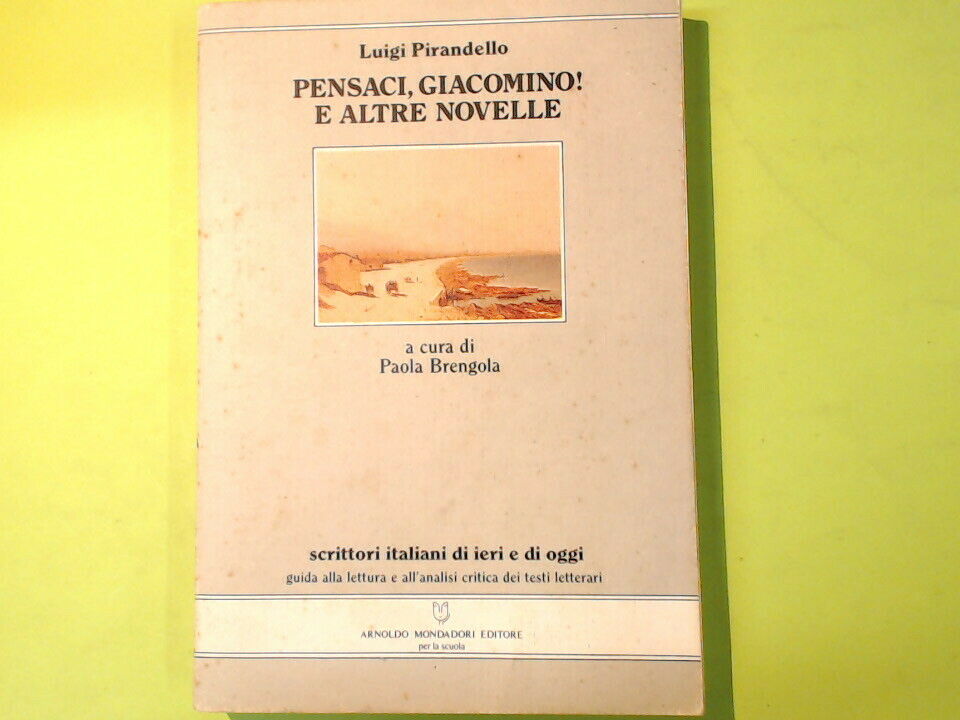 Luigi Pirandello
PENSACI, GIACOMINO!
E ALTRE NOVELLE
a cura di
Paola Brengola
scrittori italiani di ieri e di oggi
guida alla lettura e all'analisi critica dei testi letterari
ARNOLDO MONDADORI EDITORE
per la scuola